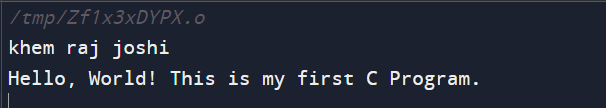 /tmp/Zf1x3xDYPX.o
khem raj joshi
Hello, World! This is my first C Program.